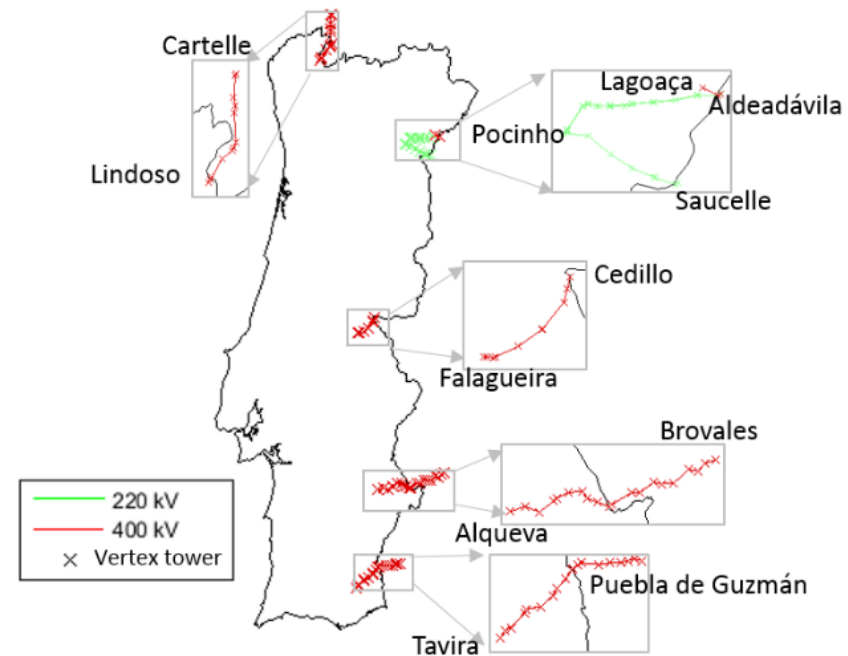 Cartelle
Lindoso
Lagoaça
Aldeadávila
Pocinho
Saucelle
Cedillo
Falagueira
Brovales
Alqueva
220 kV
400 kV
Vertex tower
Puebla de Guzmán
Tavira